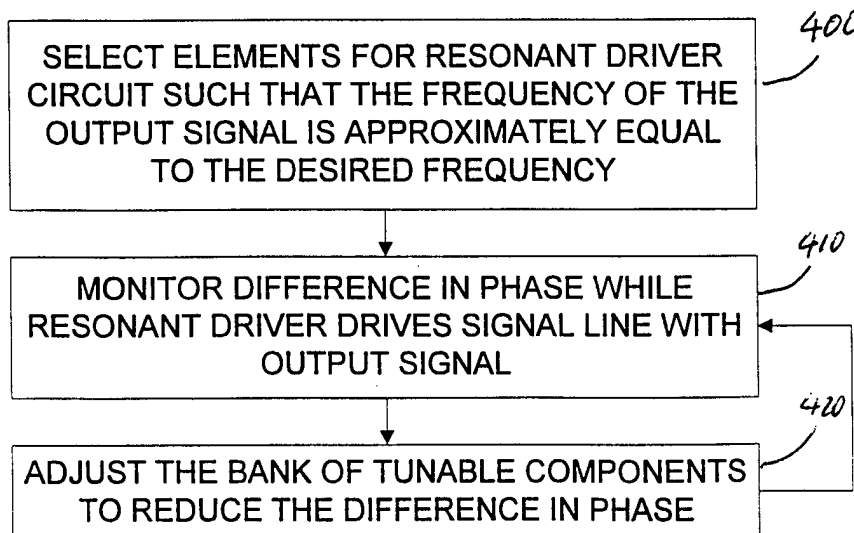 400
SELECT ELEMENTS FOR RESONANT DRIVER
CIRCUIT SUCH THAT THE FREQUENCY OF THE
OUTPUT SIGNAL IS APPROXIMATELY EQUAL
TO THE DESIRED FREQUENCY
410
MONITOR DIFFERENCE IN PHASE WHILE
RESONANT DRIVER DRIVES SIGNAL LINE WITH
OUTPUT SIGNAL
420
ADJUST THE BANK OF TUNABLE COMPONENTS
TO REDUCE THE DIFFERENCE IN PHASE